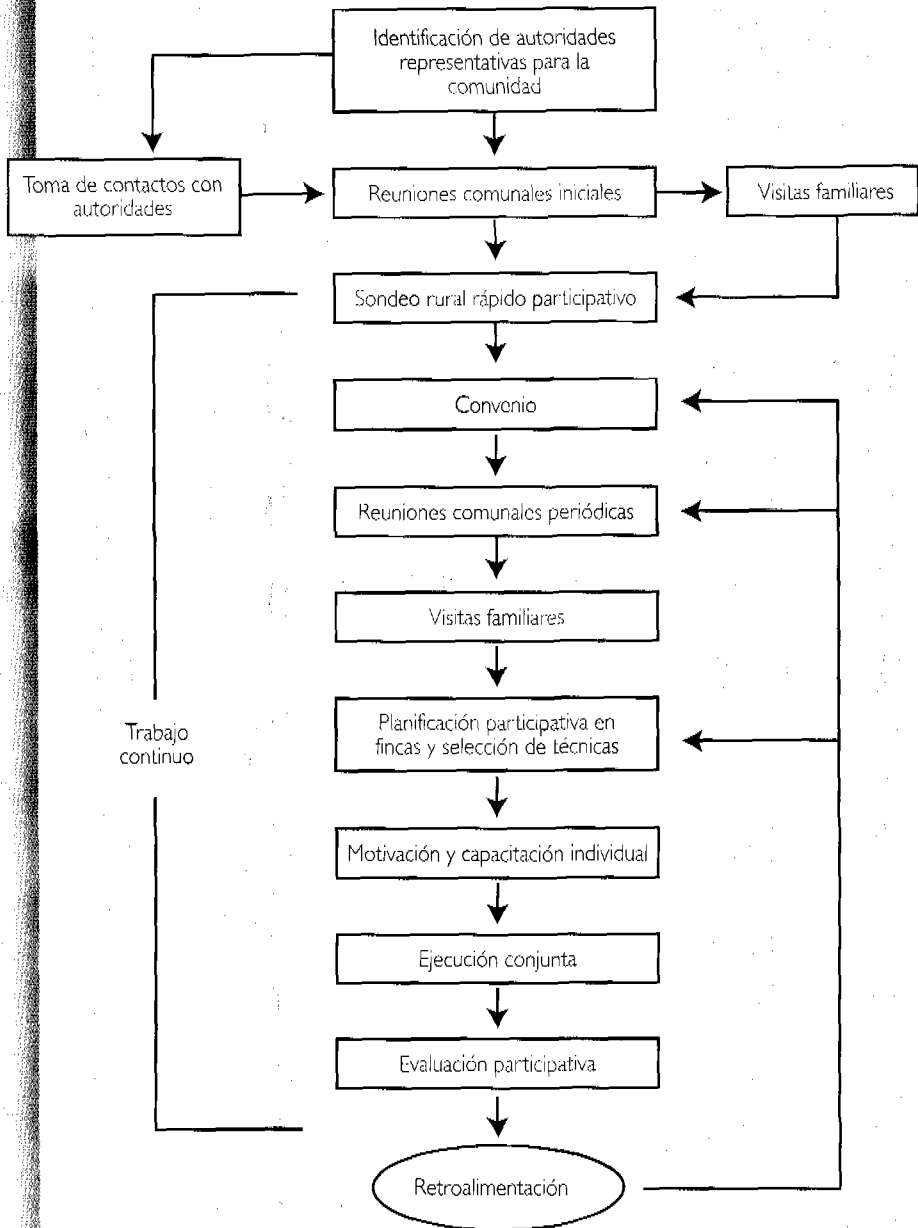 Identificación de autoridades
representativas para la
comunidad
Toma de contactos con
autoridades
Reuniones comunales iniciales
Visitas familiares
Sondeo rural rápido participativo
Convenio
Reuniones comunales periódicas
Visitas familiares
Trabajo
continuo
Planificación participativa en
fincas y selección de técnicas
Motivación y capacitación individual
Ejecución conjunta
Evaluación participativa
Retroalimentación